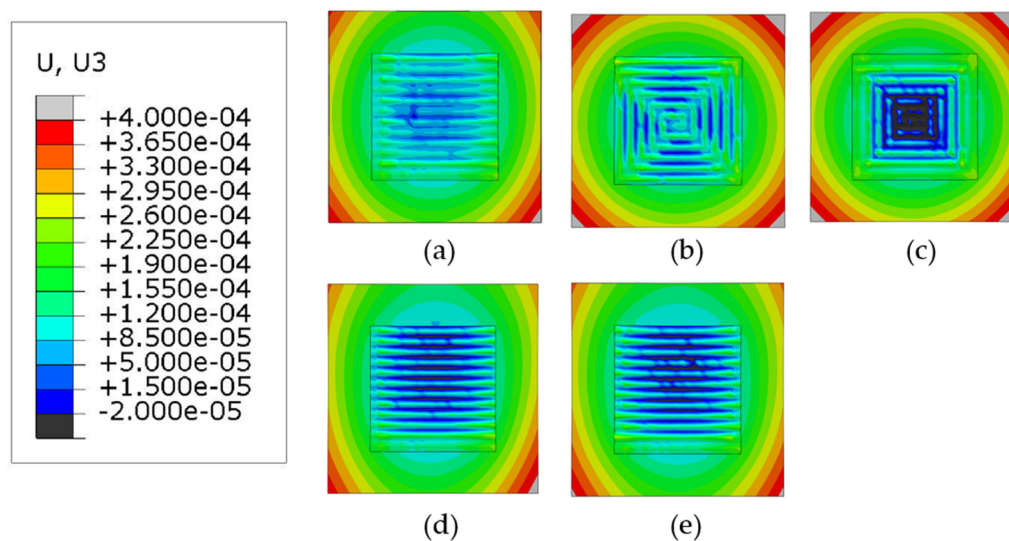 U, U3
+4.000e-04
+3.650e-04
+3.300e-04
+2.950e-04
+2.600e-04
+2.250e-04
+1.900e-04
+1.550e-04
+1.200e-04
+8.500e-05
+5.000e-05
+1.500e-05
-2.000e-05
(a)
(b)
(c)
(d)
(e)